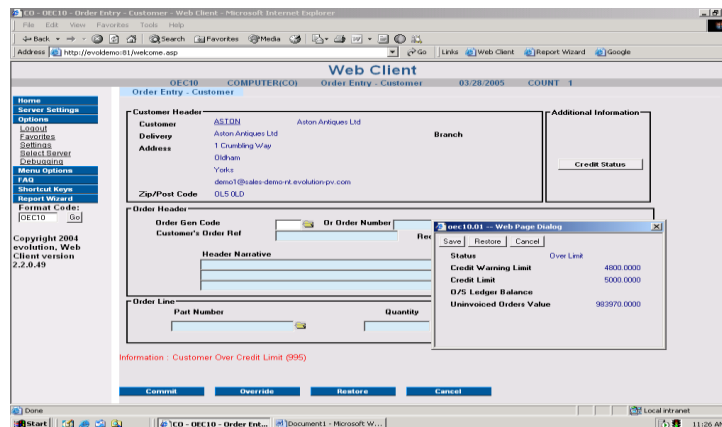 CO - OEC10 - Order Entry - Customer - Web Client - Microsoft Internet Explorer
File Edit View Favorites Tools Help
Back Search Favorites Media
Address http://evoldemo:81/welcome.asp Go Links Web Client Report Wizard Google
Web Client
OEC10 COMPUTER(CO) Order Entry - Customer 03/28/2005 COUNT 1
Order Entry - Customer
Home
Server Settings
Options
Logout
Favorites
Settings
Select Server
Debugging
Menu Options
FAQ
Shortcut Keys
Report Wizard
Format Code:
OEC10 Go
Copyright 2004
evolution, Web
Client version
2.2.0.49
Customer Header
Customer ASTON Aston Antiques Ltd
Delivery Aston Antiques Ltd Branch
Address 1 Crumbling Way
Oldham
Yorks
demo1@sales-demo-nt.evolution-pv.com
Zip/Post Code OL5 0LD
Additional Information
Credit Status
Order Header
Order Gen Code Or Order Number
Customer's Order Ref
Header Narrative
Order Line
Part Number Quantity
oec10.01 -- Web Page Dialog
Save Restore Cancel
Status Over Limit
Credit Warning Limit 4800.0000
Credit Limit 5000.0000
O/S Ledger Balance
Uninvoiced Orders Value 983970.0000
Information : Customer Over Credit Limit (995)
Commit Override Restore Cancel
Done Local intranet
Start CO - OEC10 - Order Ent... Document1 - Microsoft W... 11:26 AM